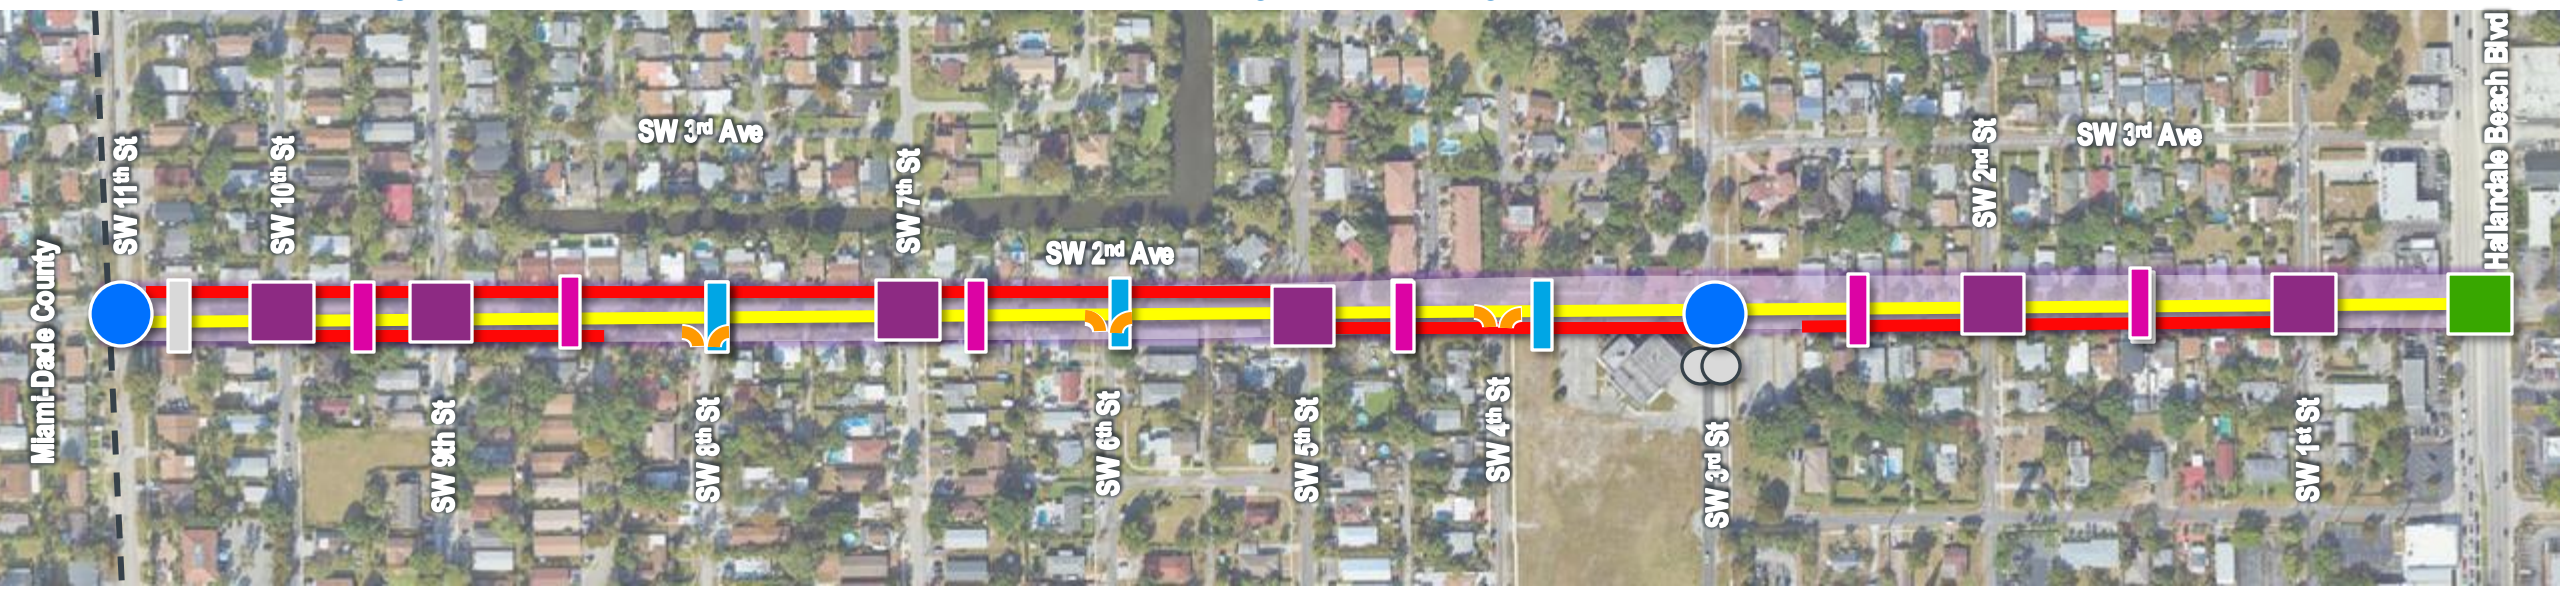 Miami-Dade County
SW 11th St
SW 10th St
SW 9th St
SW 3rd Ave
SW 8th St
SW 7th St
SW 2nd Ave
SW 6th St
SW 5th St
SW 4th St
SW 3rd St
SW 2nd St
SW 3rd Ave
SW 1st St
Hallandale Beach Blvd